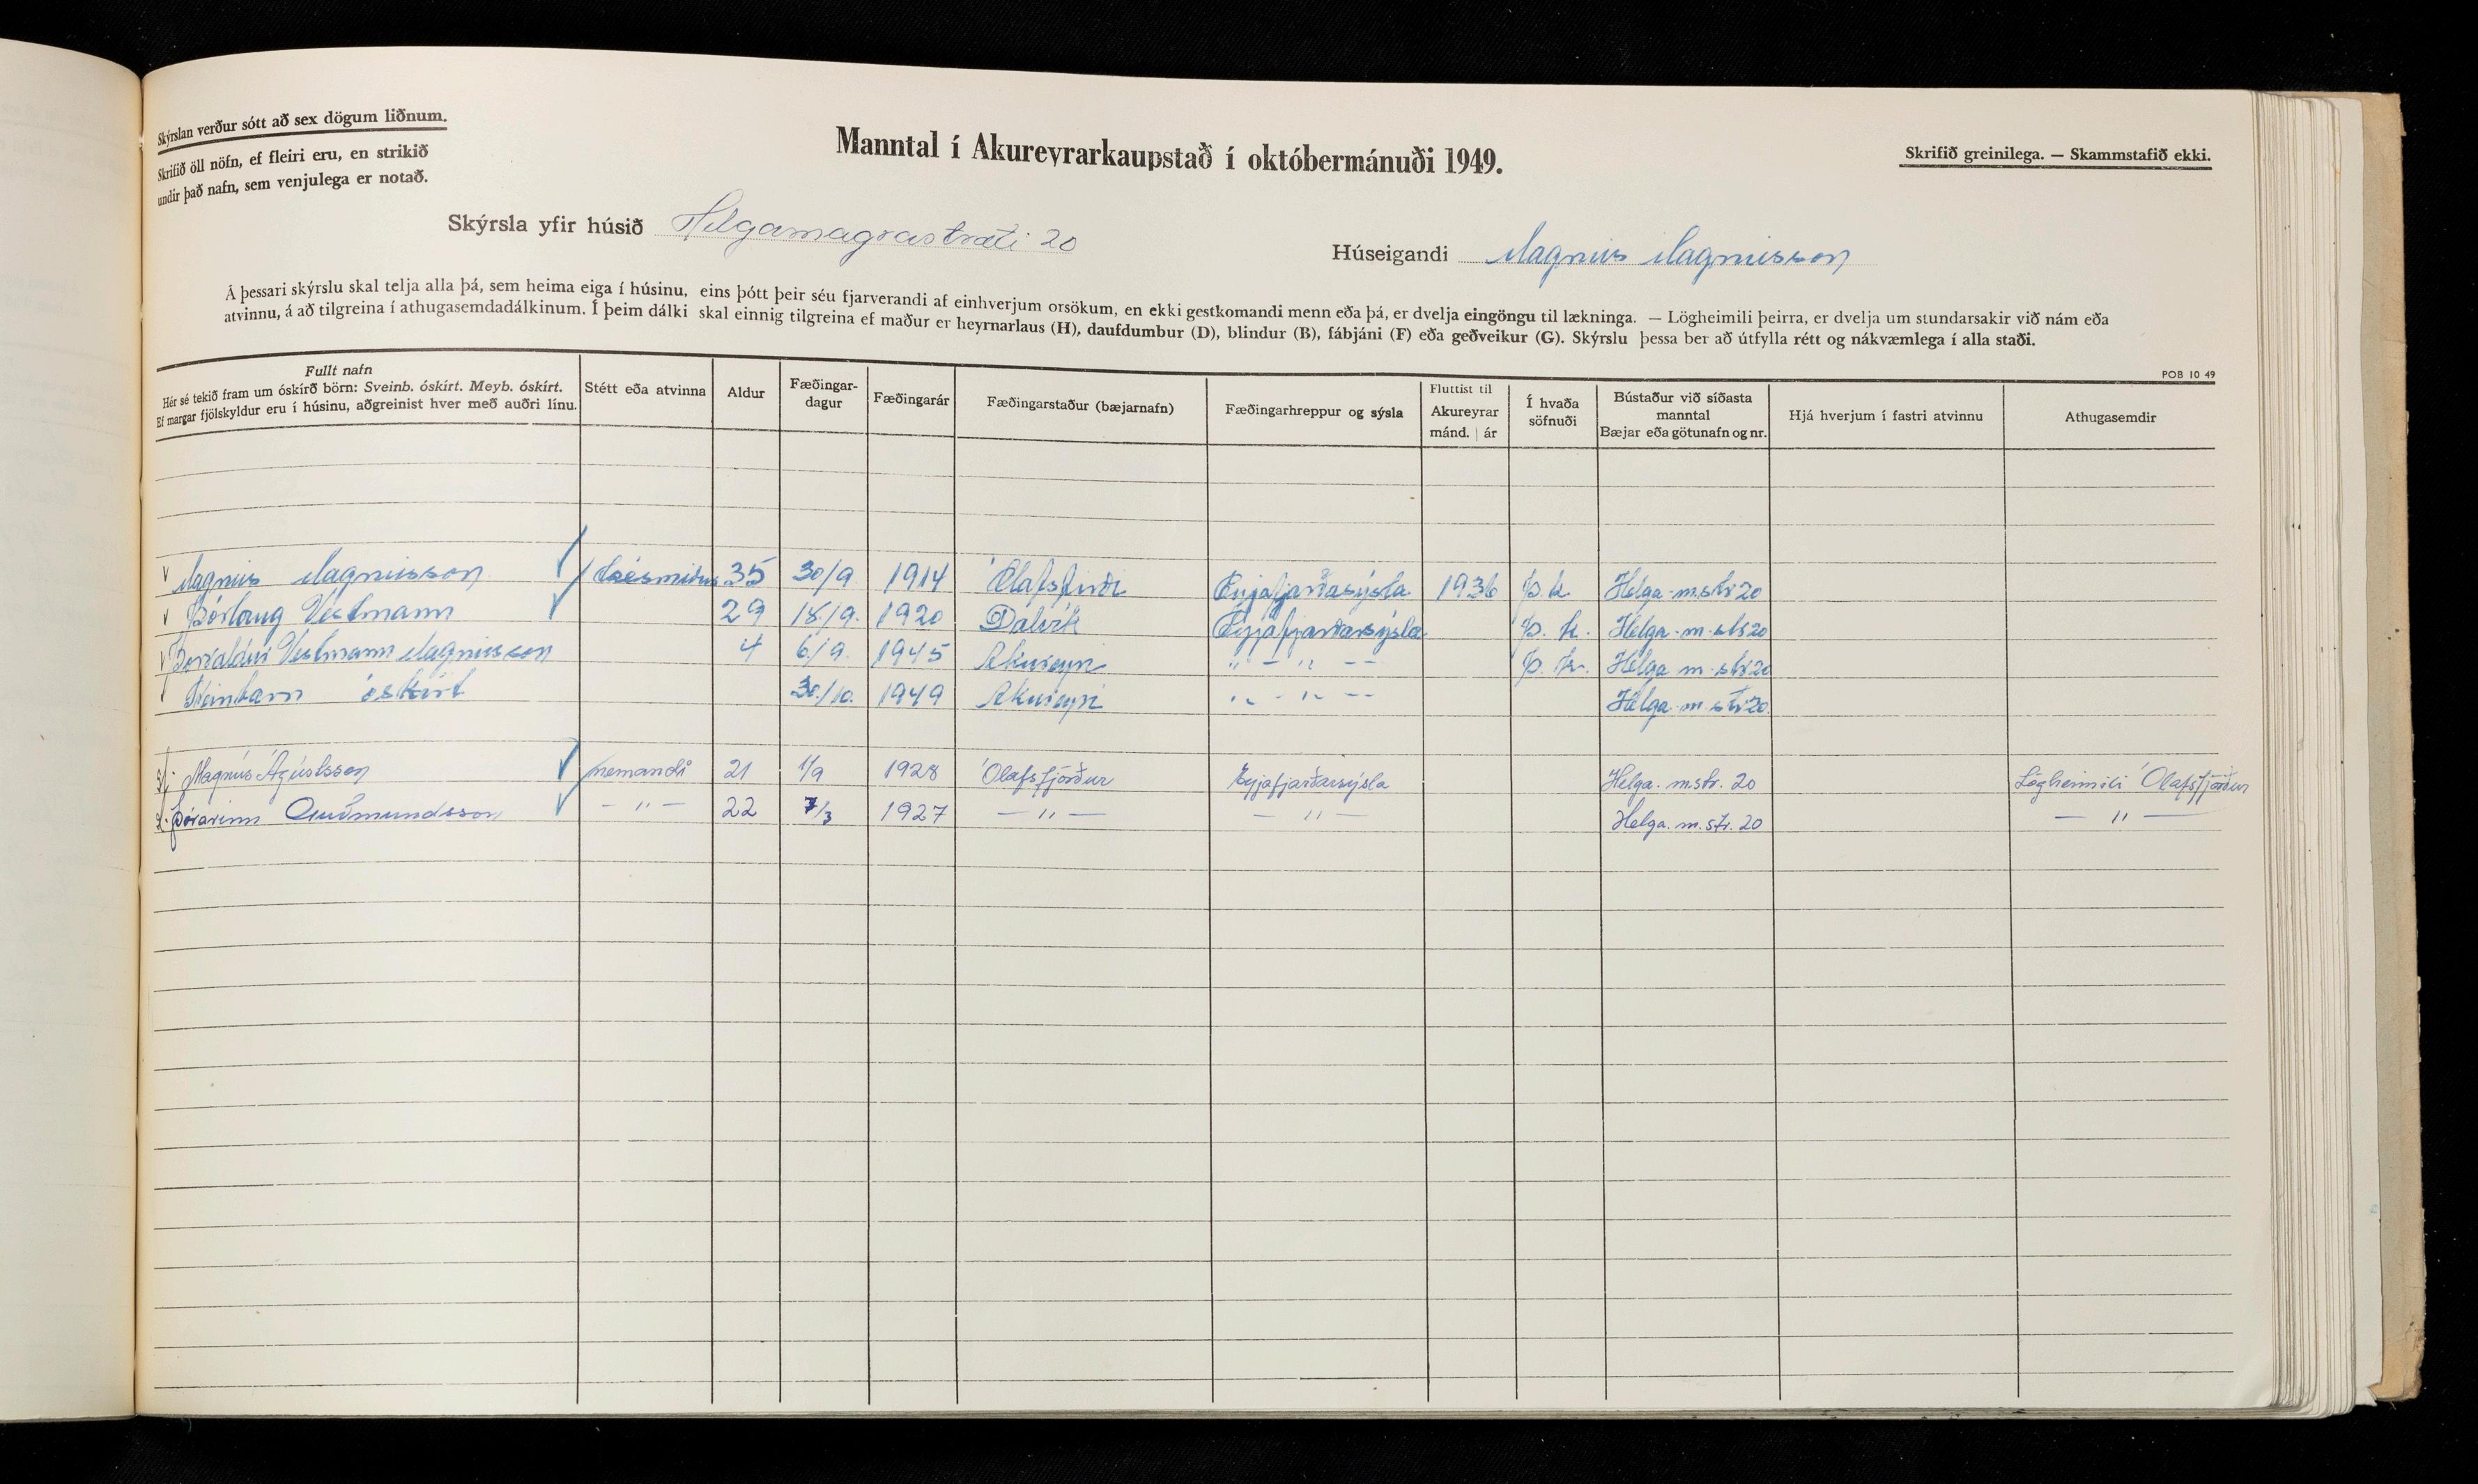 Skýrslan verður sótt að sex dögum liðnum.
Skrifið öll nöfn, ef fleiri eru, en strikið
undir það nafn, sem venjulega er notað.
Manntal í Akureyrarkaupstað í októbermánuði 1949.
Skrifið greinilega. — Skammstafið ekki.
Skýrsla yfir húsið Helgamagrastræti 20
Húseigandi Magnús Magnússon
Á þessari skýrslu skal telja alla þá, sem heima eiga í húsinu, eins þótt þeir séu fjarverandi af einhverjum orsökum, en ekki gestkomandi menn eða þá, er dvelja eingöngu til lækninga. — Lögheimili þeirra, er dvelja um stundarsakir við nám eða
atvinnu, á að tilgreina í athugasemdadálkinum. Í þeim dálki skal einnig tilgreina ef maður er heyrnarlaus (H), daufdumbur (D), blindur (B), fábjáni (F) eða geðveikur (G). Skýrslu þessa ber að útfylla rétt og nákvæmlega í alla staði.
POB 10 49
Fullt nafn
Hér sé tekið fram um óskírð börn: Sveinb. óskírt. Meyb. óskírt.
Ef margar fjölskyldur eru í húsinu, aðgreinist hver með auðri línu.
Stétt eða atvinna
Aldur
Fæðingar-
dagur
Fæðingarár
Fæðingarstaður (bæjarnafn)
Fæðingarhreppur og sýsla
Fluttist til
Akureyrar
mánd. | ár
Í hvaða
söfnuði
Bústaður við síðasta
manntal
Bæjar eða götunafn og nr.
Hjá hverjum í fastri atvinnu
Athugasemdir
Magnús Magnússon Trésmiður 35 30/9 1914 Ólafsfirði Eyjafjarðasýsla 1936 Þ.k. Helga-m.str 20
Þórlaug Vestmann 29 18./9. 1920 Dalvík Eyjafjarðarsýsla Þ. k. Helga-m-str 20
Þorvaldur Vestmann Magnússon 4 6./9. 1945 Akureyri " - " - - Þ. k. Helga m-str 20
Sveinbarn óskírt 30./10. 1949 Akureyri " - " - - Helga-m-str 20.
Magnús Ágústsson nemandi 21 1/9 1928 Ólafsfjörður Eyjafjarðarsýsla Helga. m.str. 20 Lögheimili Ólafsfjörður
Þórarinn Guðmundsson — " — 22 7/3 1927 — " — — " — Helga. m.str. 20 — " —